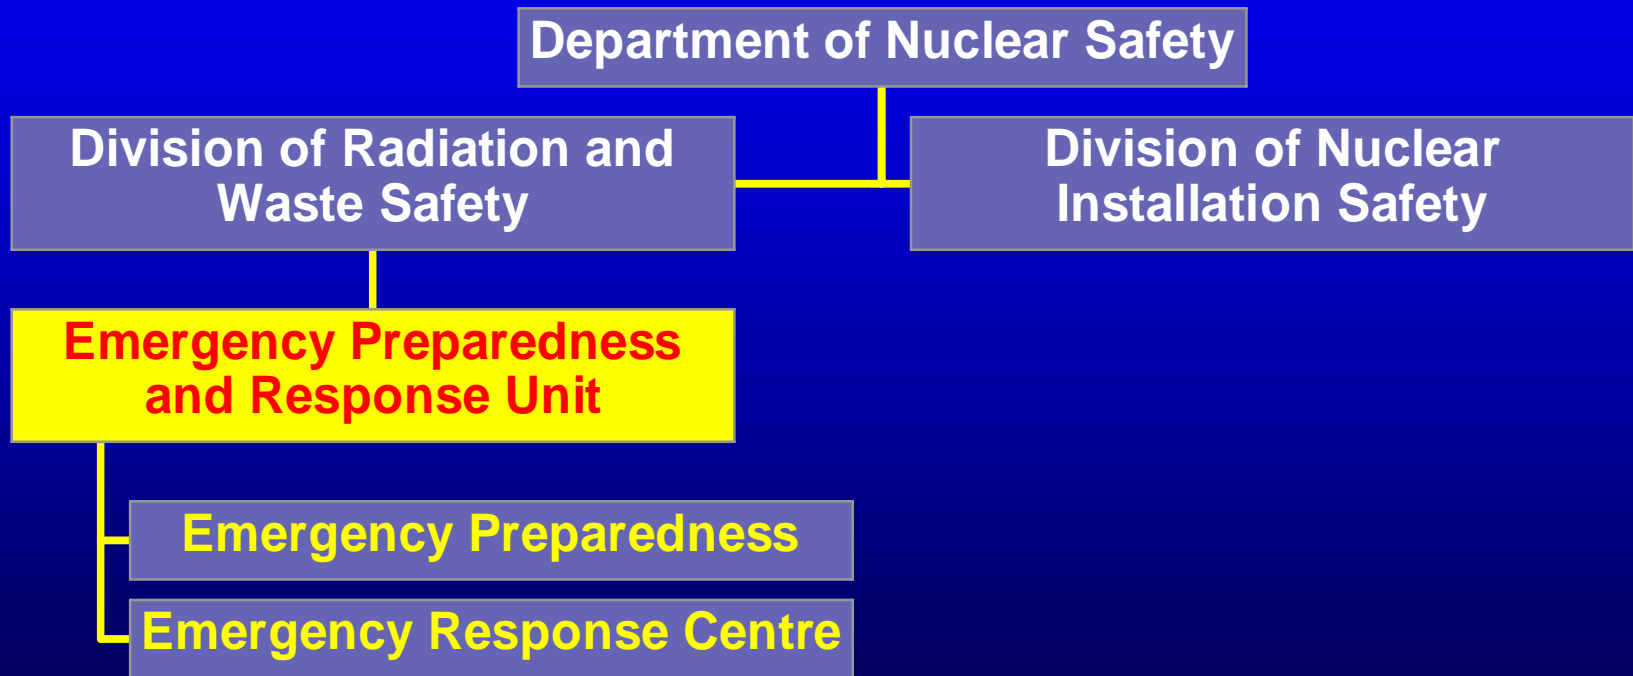 Department of Nuclear Safety
Division of Radiation and
Waste Safety
Division of Nuclear
Installation Safety
Emergency Preparedness
and Response Unit
Emergency Preparedness
Emergency Response Centre